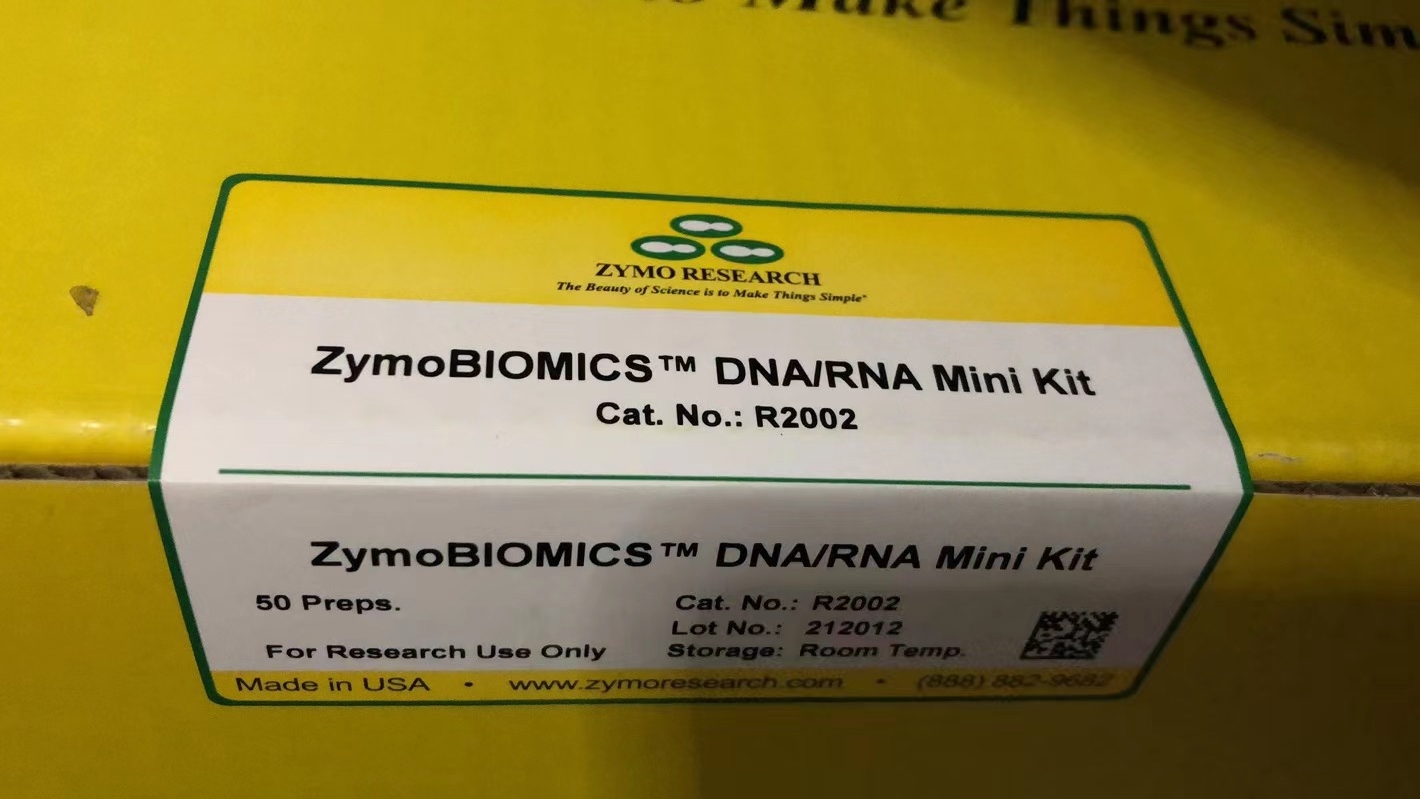 to Make Things Sim
ZYMO RESEARCH
The Beauty of Science is to Make Things Simple®
ZymoBIOMICS™ DNA/RNA Mini Kit
Cat. No.: R2002
ZymoBIOMICS™ DNA/RNA Mini Kit
50 Preps.
Cat. No.: R2002
Lot No.: 212012
For Research Use Only
Storage: Room Temp.
Made in USA • www.zymoresearch.com • (888) 882-9682